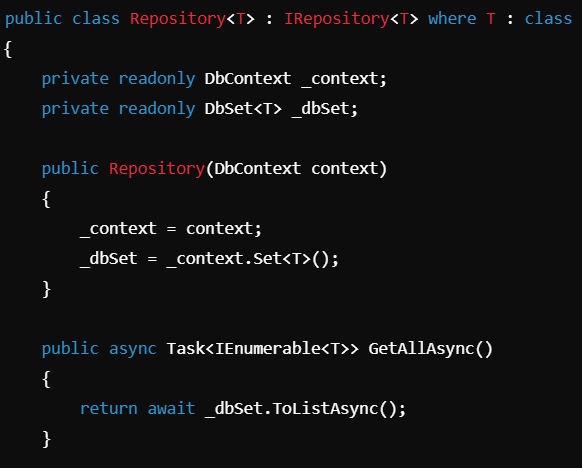 public class Repository<T> : IRepository<T> where T : class
{
    private readonly DbContext _context;
    private readonly DbSet<T> _dbSet;

    public Repository(DbContext context)
    {
        _context = context;
        _dbSet = _context.Set<T>();
    }

    public async Task<IEnumerable<T>> GetAllAsync()
    {
        return await _dbSet.ToListAsync();
    }